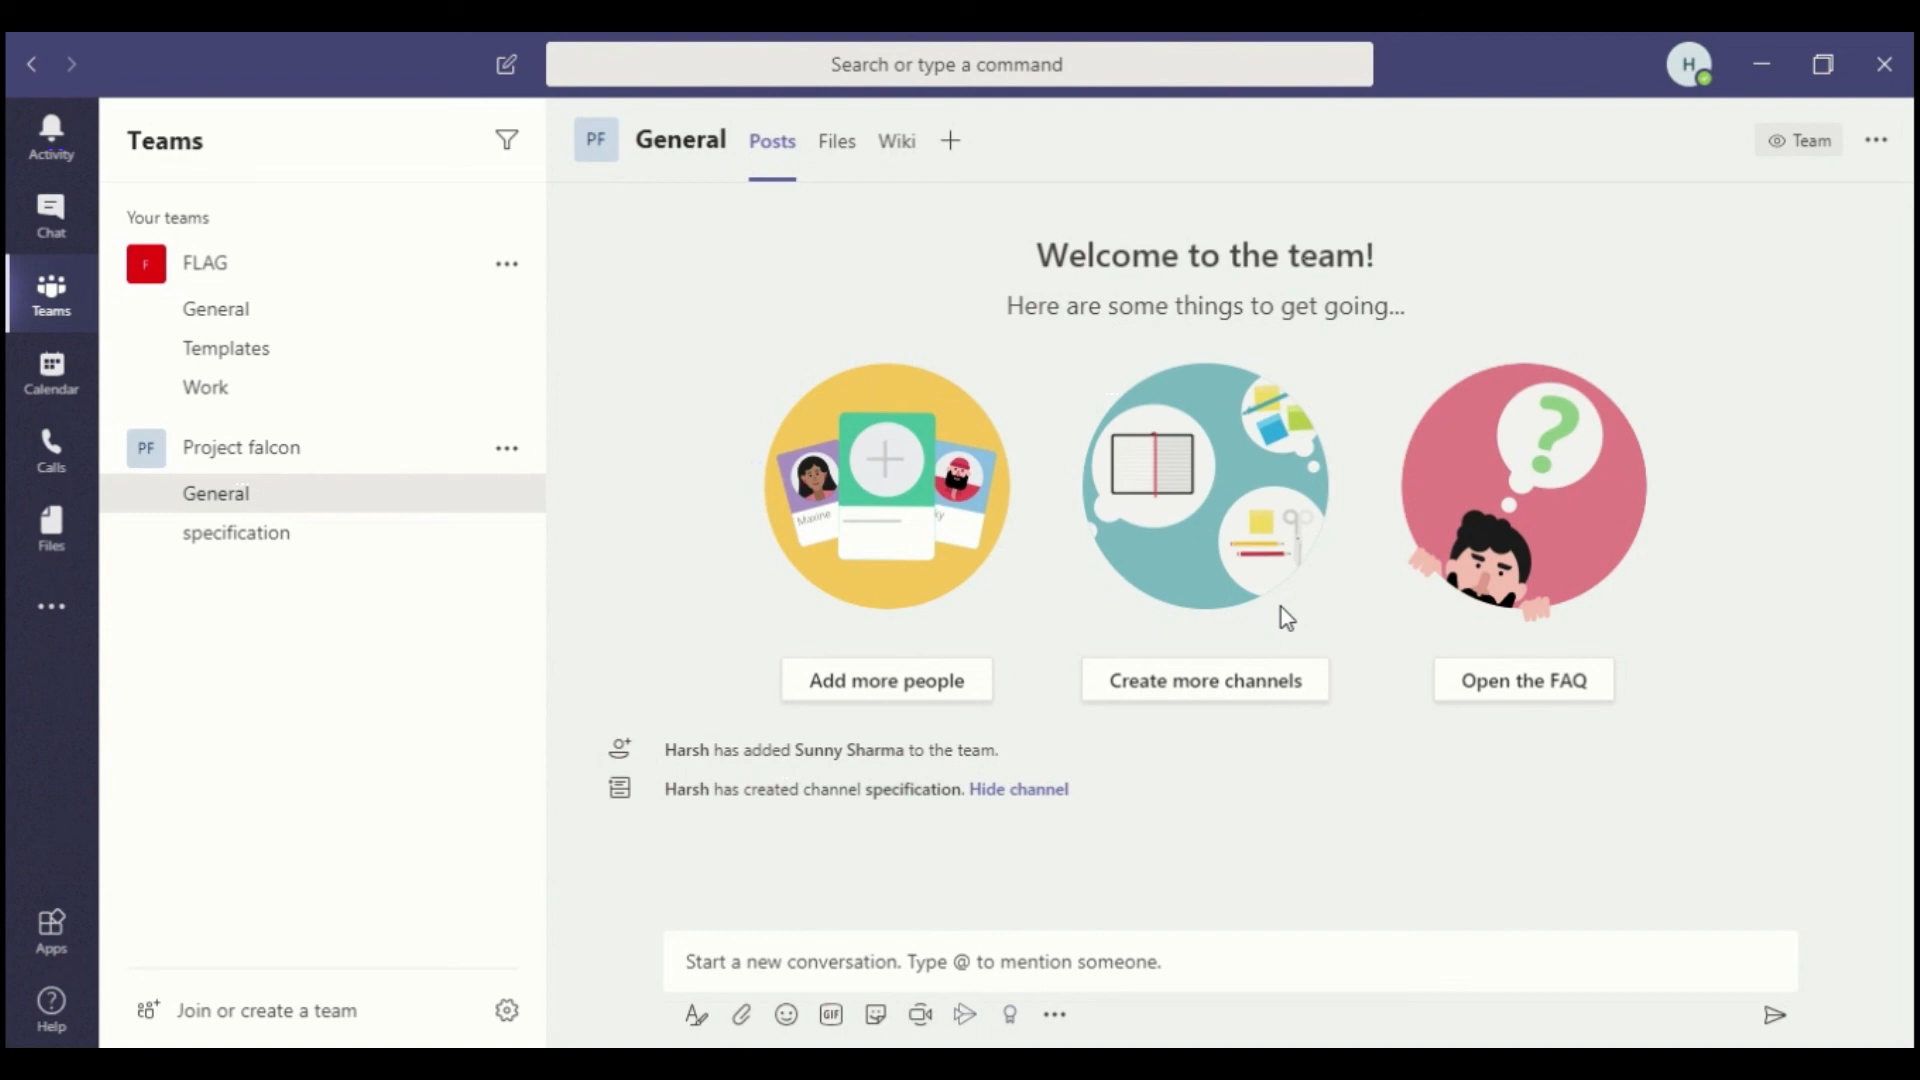 Search or type a command
H
Activity
Chat
Teams
Calendar
Calls
Files
Apps
Help
Teams
Your teams
F FLAG
General
Templates
Work
PF Project falcon
General
specification
Join or create a team
PF General Posts Files Wiki
Team
Welcome to the team!
Here are some things to get going...
Maxine
ky
Add more people
Create more channels
Open the FAQ
Harsh has added Sunny Sharma to the team.
Harsh has created channel specification. Hide channel
Start a new conversation. Type @ to mention someone.
GIF